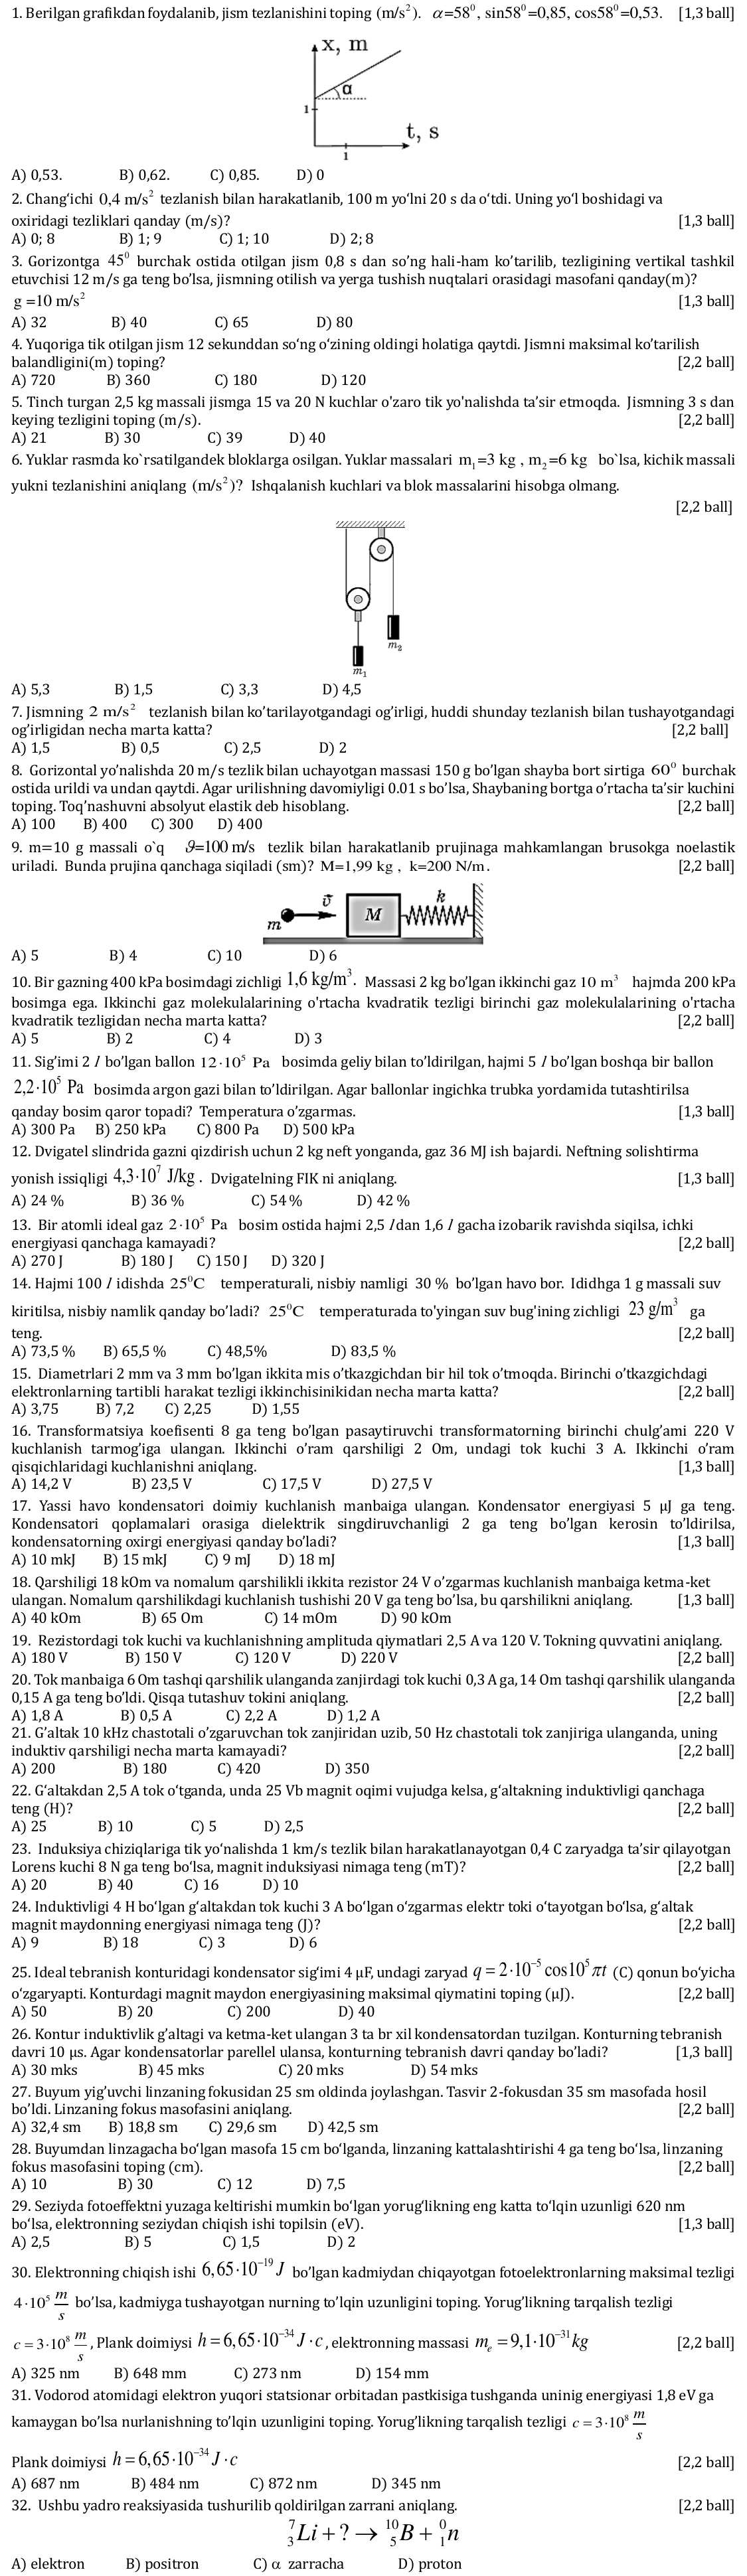 1. Berilgan grafikdan foydalanib, jism tezlanishini toping (m/s²). α=58⁰, sin58⁰=0,85, cos58⁰=0,53. [1,3 ball]
x, m
α
1
t, s
1
A) 0,53. B) 0,62. C) 0,85. D) 0
2. Chang‘ichi 0,4 m/s² tezlanish bilan harakatlanib, 100 m yo‘lni 20 s da o‘tdi. Uning yo‘l boshidagi va
oxiridagi tezliklari qanday (m/s)? [1,3 ball]
A) 0; 8 B) 1; 9 C) 1; 10 D) 2; 8
3. Gorizontga 45⁰ burchak ostida otilgan jism 0,8 s dan so’ng hali-ham ko‘tarilib, tezligining vertikal tashkil
etuvchisi 12 m/s ga teng bo’lsa, jismning otilish va yerga tushish nuqtalari orasidagi masofani qanday(m)?
g =10 m/s² [1,3 ball]
A) 32 B) 40 C) 65 D) 80
4. Yuqoriga tik otilgan jism 12 sekunddan so‘ng o‘zining oldingi holatiga qaytdi. Jismni maksimal ko’tarilish
balandligini(m) toping? [2,2 ball]
A) 720 B) 360 C) 180 D) 120
5. Tinch turgan 2,5 kg massali jismga 15 va 20 N kuchlar o'zaro tik yo'nalishda ta’sir etmoqda. Jismning 3 s dan
keying tezligini toping (m/s). [2,2 ball]
A) 21 B) 30 C) 39 D) 40
6. Yuklar rasmda ko`rsatilgandek bloklarga osilgan. Yuklar massalari m₁=3 kg , m₂=6 kg bo`lsa, kichik massali
yukni tezlanishini aniqlang (m/s²)? Ishqalanish kuchlari va blok massalarini hisobga olmang.
[2,2 ball]
m₂
m₁
A) 5,3 B) 1,5 C) 3,3 D) 4,5
7. Jismning 2 m/s² tezlanish bilan ko’tarilayotgandagi og’irligi, huddi shunday tezlanish bilan tushayotgandagi
og’irligidan necha marta katta? [2,2 ball]
A) 1,5 B) 0,5 C) 2,5 D) 2
8. Gorizontal yo’nalishda 20 m/s tezlik bilan uchayotgan massasi 150 g bo’lgan shayba bort sirtiga 60⁰ burchak
ostida urildi va undan qaytdi. Agar urilishning davomiyligi 0.01 s bo’lsa, Shaybaning bortga o’rtacha ta’sir kuchini
toping. Toq’nashuvni absolyut elastik deb hisoblang. [2,2 ball]
A) 100 B) 400 C) 300 D) 400
9. m=10 g massali o`q ϑ=100 m/s tezlik bilan harakatlanib prujinaga mahkamlangan brusokga noelastik
uriladi. Bunda prujina qanchaga siqiladi (sm)? M=1,99 kg , k=200 N/m. [2,2 ball]
m
v⃗
M
k
A) 5 B) 4 C) 10 D) 6
10. Bir gazning 400 kPa bosimdagi zichligi 1,6 kg/m³. Massasi 2 kg bo’lgan ikkinchi gaz 10 m³ hajmda 200 kPa
bosimga ega. Ikkinchi gaz molekulalarining o'rtacha kvadratik tezligi birinchi gaz molekulalarining o'rtacha
kvadratik tezligidan necha marta katta? [2,2 ball]
A) 5 B) 2 C) 4 D) 3
11. Sig’imi 2 l bo’lgan ballon 12·10⁵ Pa bosimda geliy bilan to’ldirilgan, hajmi 5 l bo’lgan boshqa bir ballon
2,2·10⁵ Pa bosimda argon gazi bilan to’ldirilgan. Agar ballonlar ingichka trubka yordamida tutashtirilsa
qanday bosim qaror topadi? Temperatura o’zgarmas. [1,3 ball]
A) 300 Pa B) 250 kPa C) 800 Pa D) 500 kPa
12. Dvigatel slindrida gazni qizdirish uchun 2 kg neft yonganda, gaz 36 MJ ish bajardi. Neftning solishtirma
yonish issiqligi 4,3·10⁷ J/kg . Dvigatelning FIK ni aniqlang. [1,3 ball]
A) 24 % B) 36 % C) 54 % D) 42 %
13. Bir atomli ideal gaz 2·10⁵ Pa bosim ostida hajmi 2,5 l dan 1,6 l gacha izobarik ravishda siqilsa, ichki
energiyasi qanchaga kamayadi? [2,2 ball]
A) 270 J B) 180 J C) 150 J D) 320 J
14. Hajmi 100 l idishda 25⁰C temperaturali, nisbiy namligi 30 % bo’lgan havo bor. Ididhga 1 g massali suv
kiritilsa, nisbiy namlik qanday bo’ladi? 25⁰C temperaturada to'yingan suv bug'ining zichligi 23 g/m³ ga
teng. [2,2 ball]
A) 73,5 % B) 65,5 % C) 48,5% D) 83,5 %
15. Diametrlari 2 mm va 3 mm bo’lgan ikkita mis o’tkazgichdan bir hil tok o’tmoqda. Birinchi o’tkazgichdagi
elektronlarning tartibli harakat tezligi ikkinchisinikidan necha marta katta? [2,2 ball]
A) 3,75 B) 7,2 C) 2,25 D) 1,55
16. Transformatsiya koefisenti 8 ga teng bo’lgan pasaytiruvchi transformatorning birinchi chulg’ami 220 V
kuchlanish tarmog’iga ulangan. Ikkinchi o’ram qarshiligi 2 Om, undagi tok kuchi 3 A. Ikkinchi o’ram
qisqichlaridagi kuchlanishni aniqlang. [1,3 ball]
A) 14,2 V B) 23,5 V C) 17,5 V D) 27,5 V
17. Yassi havo kondensatori doimiy kuchlanish manbaiga ulangan. Kondensator energiyasi 5 μJ ga teng.
Kondensatori qoplamalari orasiga dielektrik singdiruvchanligi 2 ga teng bo’lgan kerosin to’ldirilsa,
kondensatorning oxirgi energiyasi qanday bo’ladi? [1,3 ball]
A) 10 mkJ B) 15 mkJ C) 9 mJ D) 18 mJ
18. Qarshiligi 18 kOm va nomalum qarshilikli ikkita rezistor 24 V o’zgarmas kuchlanish manbaiga ketma-ket
ulangan. Nomalum qarshilikdagi kuchlanish tushishi 20 V ga teng bo’lsa, bu qarshilikni aniqlang. [1,3 ball]
A) 40 kOm B) 65 Om C) 14 mOm D) 90 kOm
19. Rezistordagi tok kuchi va kuchlanishning amplituda qiymatlari 2,5 A va 120 V. Tokning quvvatini aniqlang.
A) 180 V B) 150 V C) 120 V D) 220 V [2,2 ball]
20. Tok manbaiga 6 Om tashqi qarshilik ulanganda zanjirdagi tok kuchi 0,3 A ga, 14 Om tashqi qarshilik ulanganda
0,15 A ga teng bo’ldi. Qisqa tutashuv tokini aniqlang. [2,2 ball]
A) 1,8 A B) 0,5 A C) 2,2 A D) 1,2 A
21. G’altak 10 kHz chastotali o’zgaruvchan tok zanjiridan uzib, 50 Hz chastotali tok zanjiriga ulanganda, uning
induktiv qarshiligi necha marta kamayadi? [2,2 ball]
A) 200 B) 180 C) 420 D) 350
22. G‘altakdan 2,5 A tok o‘tganda, unda 25 Vb magnit oqimi vujudga kelsa, g‘altakning induktivligi qanchaga
teng (H)? [2,2 ball]
A) 25 B) 10 C) 5 D) 2,5
23. Induksiya chiziqlariga tik yo‘nalishda 1 km/s tezlik bilan harakatlanayotgan 0,4 C zaryadga ta’sir qilayotgan
Lorens kuchi 8 N ga teng bo‘lsa, magnit induksiyasi nimaga teng (mT)? [2,2 ball]
A) 20 B) 40 C) 16 D) 10
24. Induktivligi 4 H bo‘lgan g‘altakdan tok kuchi 3 A bo‘lgan o‘zgarmas elektr toki o‘tayotgan bo‘lsa, g‘altak
magnit maydonning energiyasi nimaga teng (J)? [2,2 ball]
A) 9 B) 18 C) 3 D) 6
25. Ideal tebranish konturidagi kondensator sig‘imi 4 μF, undagi zaryad q = 2·10⁻⁵ cos10⁵ πt (C) qonun bo‘yicha
o‘zgaryapti. Konturdagi magnit maydon energiyasining maksimal qiymatini toping (μJ). [2,2 ball]
A) 50 B) 20 C) 200 D) 40
26. Kontur induktivlik g’altagi va ketma-ket ulangan 3 ta br xil kondensatordan tuzilgan. Konturning tebranish
davri 10 μs. Agar kondensatorlar parellel ulansa, konturning tebranish davri qanday bo’ladi? [1,3 ball]
A) 30 mks B) 45 mks C) 20 mks D) 54 mks
27. Buyum yig’uvchi linzaning fokusidan 25 sm oldinda joylashgan. Tasvir 2-fokusdan 35 sm masofada hosil
bo’ldi. Linzaning fokus masofasini aniqlang. [2,2 ball]
A) 32,4 sm B) 18,8 sm C) 29,6 sm D) 42,5 sm
28. Buyumdan linzagacha bo‘lgan masofa 15 cm bo‘lganda, linzaning kattalashtirishi 4 ga teng bo‘lsa, linzaning
fokus masofasini toping (cm). [2,2 ball]
A) 10 B) 30 C) 12 D) 7,5
29. Seziyda fotoeffektni yuzaga keltirishi mumkin bo‘lgan yorug‘likning eng katta to‘lqin uzunligi 620 nm
bo‘lsa, elektronning seziydan chiqish ishi topilsin (eV). [1,3 ball]
A) 2,5 B) 5 C) 1,5 D) 2
30. Elektronning chiqish ishi 6,65·10⁻¹⁹ J bo’lgan kadmiydan chiqayotgan fotoelektronlarning maksimal tezligi
4·10⁵ m/s bo’lsa, kadmiyga tushayotgan nurning to’lqin uzunligini toping. Yorug’likning tarqalish tezligi
c = 3·10⁸ m/s , Plank doimiysi h = 6,65·10⁻³⁴ J·c , elektronning massasi mₑ = 9,1·10⁻³¹ kg [2,2 ball]
A) 325 nm B) 648 mm C) 273 nm D) 154 mm
31. Vodorod atomidagi elektron yuqori statsionar orbitadan pastkisiga tushganda uninig energiyasi 1,8 eV ga
kamaygan bo’lsa nurlanishning to’lqin uzunligini toping. Yorug’likning tarqalish tezligi c = 3·10⁸ m/s
Plank doimiysi h = 6,65·10⁻³⁴ J·c [2,2 ball]
A) 687 nm B) 484 nm C) 872 nm D) 345 nm
32. Ushbu yadro reaksiyasida tushurilib qoldirilgan zarrani aniqlang. [2,2 ball]
⁷₃Li + ? → ¹⁰₅B + ⁰₁n
A) elektron B) positron C) α zarracha D) proton